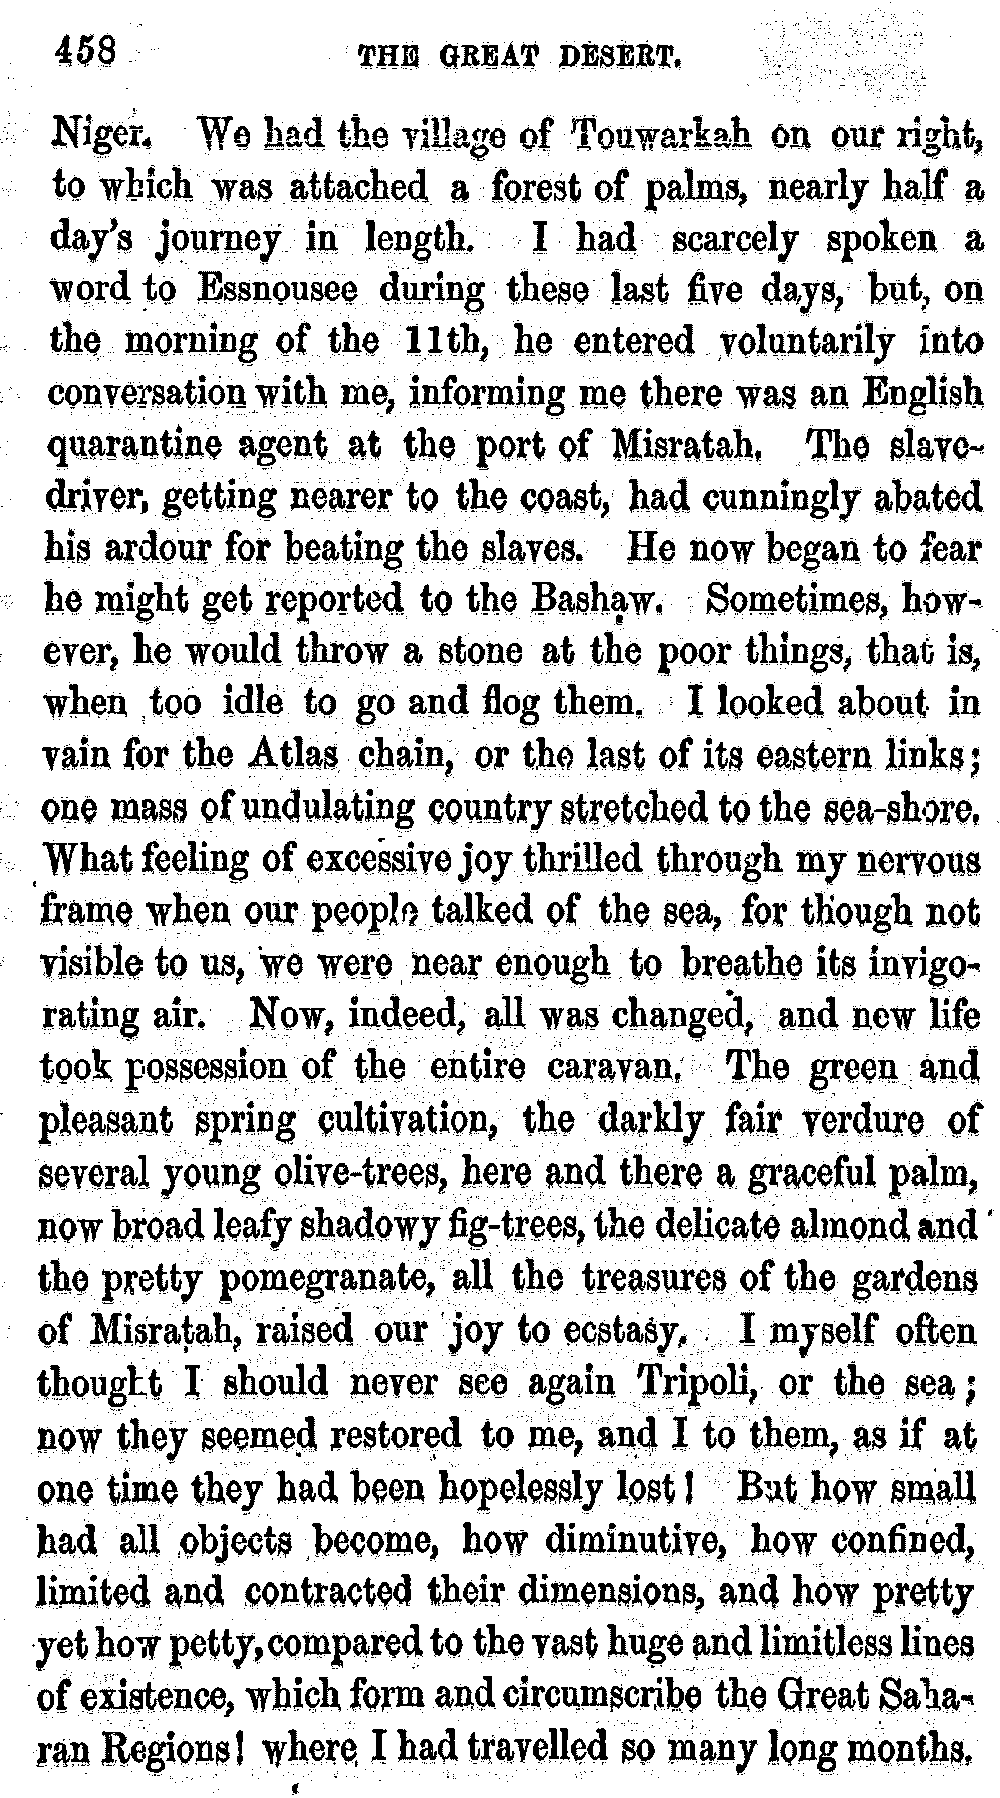 458 THE GREAT DESERT.
Niger. We had the village of Touwarkah on our right,
to which was attached a forest of palms, nearly half a
day's journey in length. I had scarcely spoken a
word to Essnousee during these last five days, but, on
the morning of the 11th, he entered voluntarily into
conversation with me, informing me there was an English
quarantine agent at the port of Misratah. The slave-
driver, getting nearer to the coast, had cunningly abated
his ardour for beating the slaves. He now began to fear
he might get reported to the Bashaw. Sometimes, how-
ever, he would throw a stone at the poor things, that is,
when too idle to go and flog them. I looked about in
vain for the Atlas chain, or the last of its eastern links;
one mass of undulating country stretched to the sea-shore.
What feeling of excessive joy thrilled through my nervous
frame when our people talked of the sea, for though not
visible to us, we were near enough to breathe its invigo-
rating air. Now, indeed, all was changed, and new life
took possession of the entire caravan. The green and
pleasant spring cultivation, the darkly fair verdure of
several young olive-trees, here and there a graceful palm,
now broad leafy shadowy fig-trees, the delicate almond and
the pretty pomegranate, all the treasures of the gardens
of Misratah, raised our joy to ecstasy. I myself often
thought I should never see again Tripoli, or the sea;
now they seemed restored to me, and I to them, as if at
one time they had been hopelessly lost! But how small
had all objects become, how diminutive, how confined,
limited and contracted their dimensions, and how pretty
yet how petty, compared to the vast huge and limitless lines
of existence, which form and circumscribe the Great Saha-
ran Regions! where I had travelled so many long months.